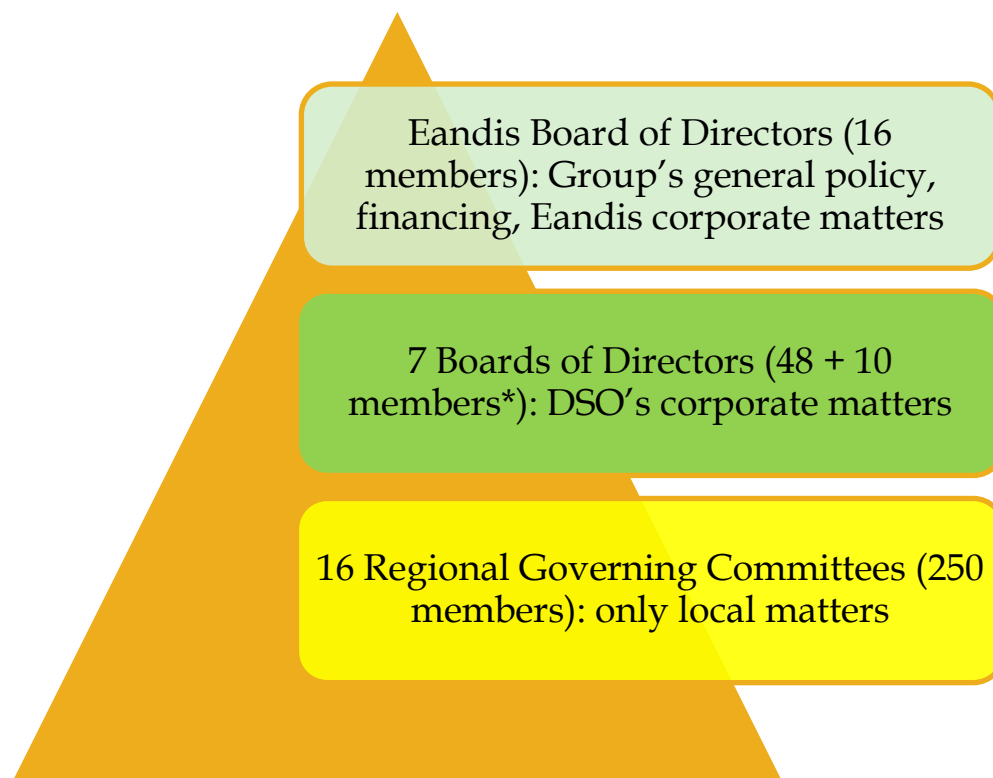 Eandis Board of Directors (16
members): Group’s general policy,
financing, Eandis corporate matters
7 Boards of Directors (48 + 10
members*): DSO’s corporate matters
16 Regional Governing Committees (250
members): only local matters